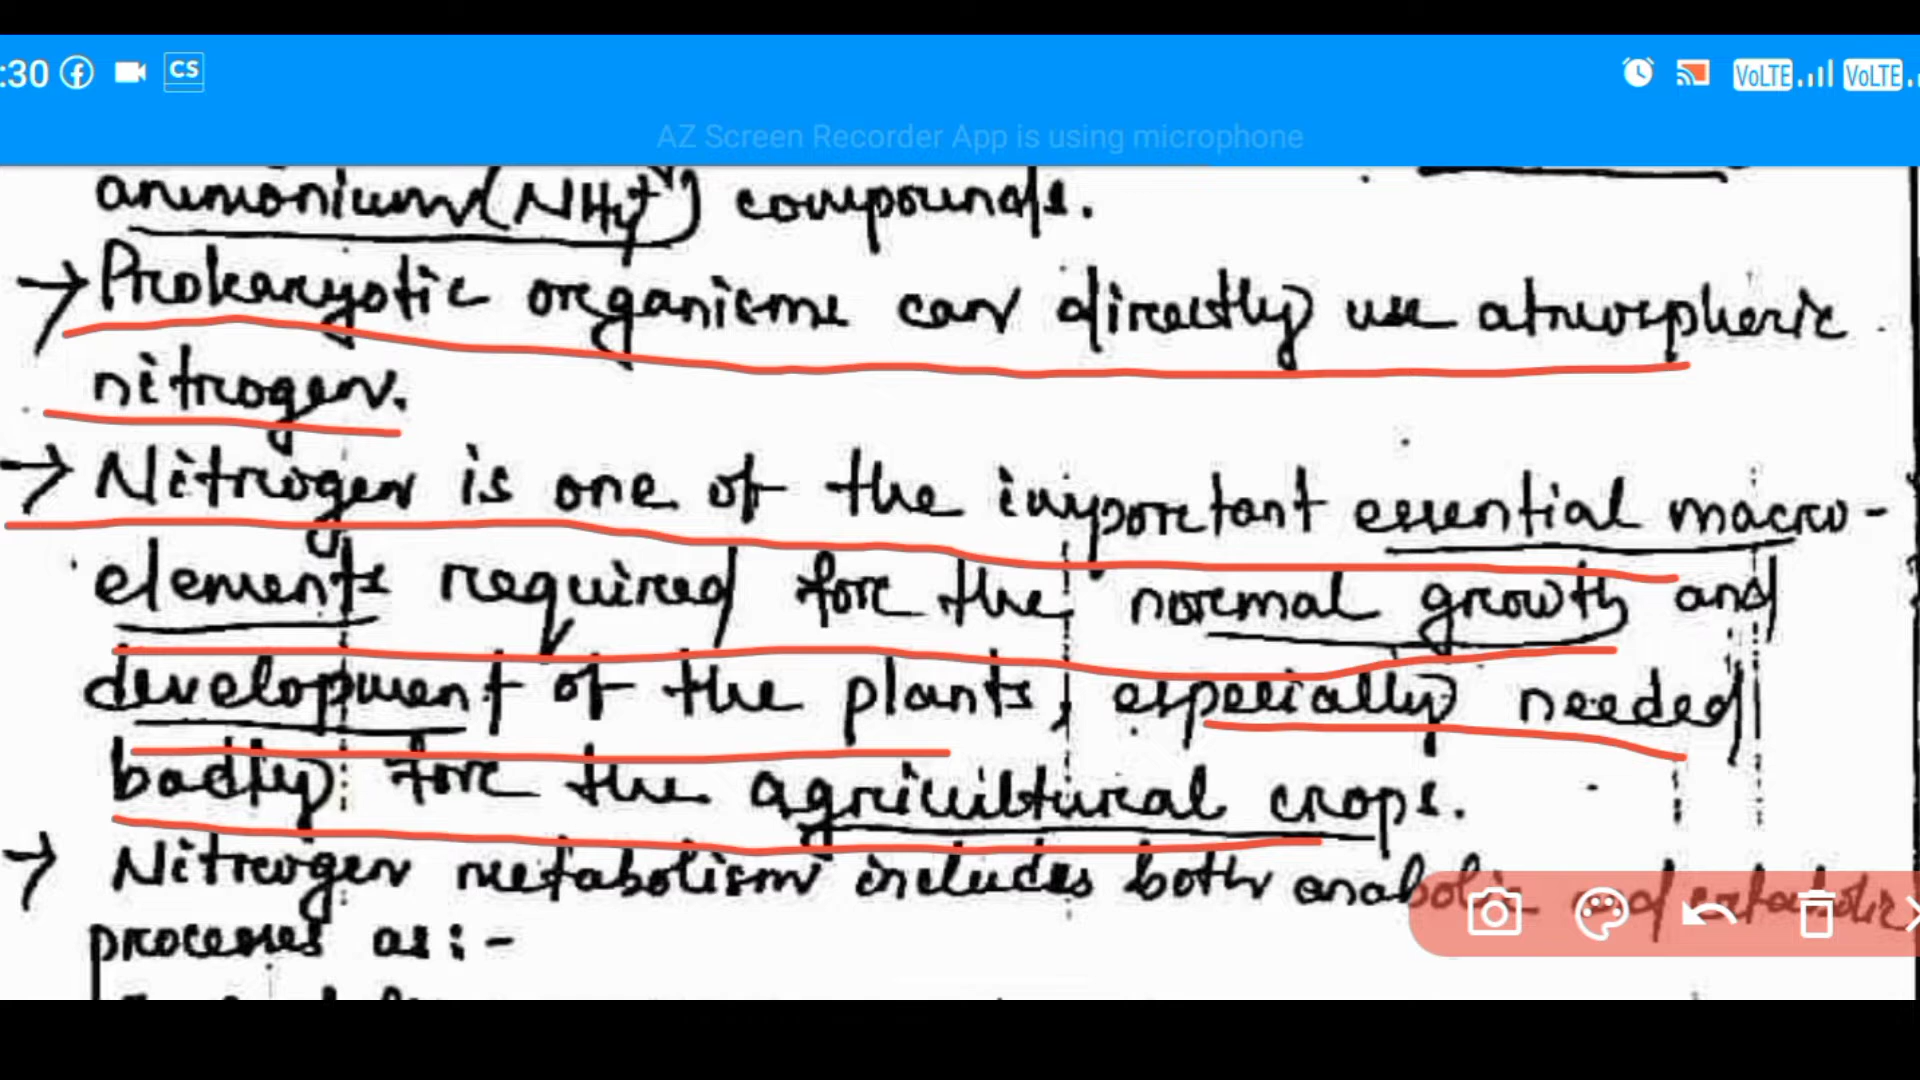 :30 CS VoLTE VoLTE
AZ Screen Recorder App is using microphone
ammonium (NH4+) compounds.
→ Prokaryotic organisms can directly use atmospheric
nitrogen.
→ Nitrogen is one of the important essential macro-
elements required for the normal growth and
development of the plants, especially needed
badly for the agricultural crops.
→ Nitrogen metabolism includes both anabolic and catabolic
processes as:-